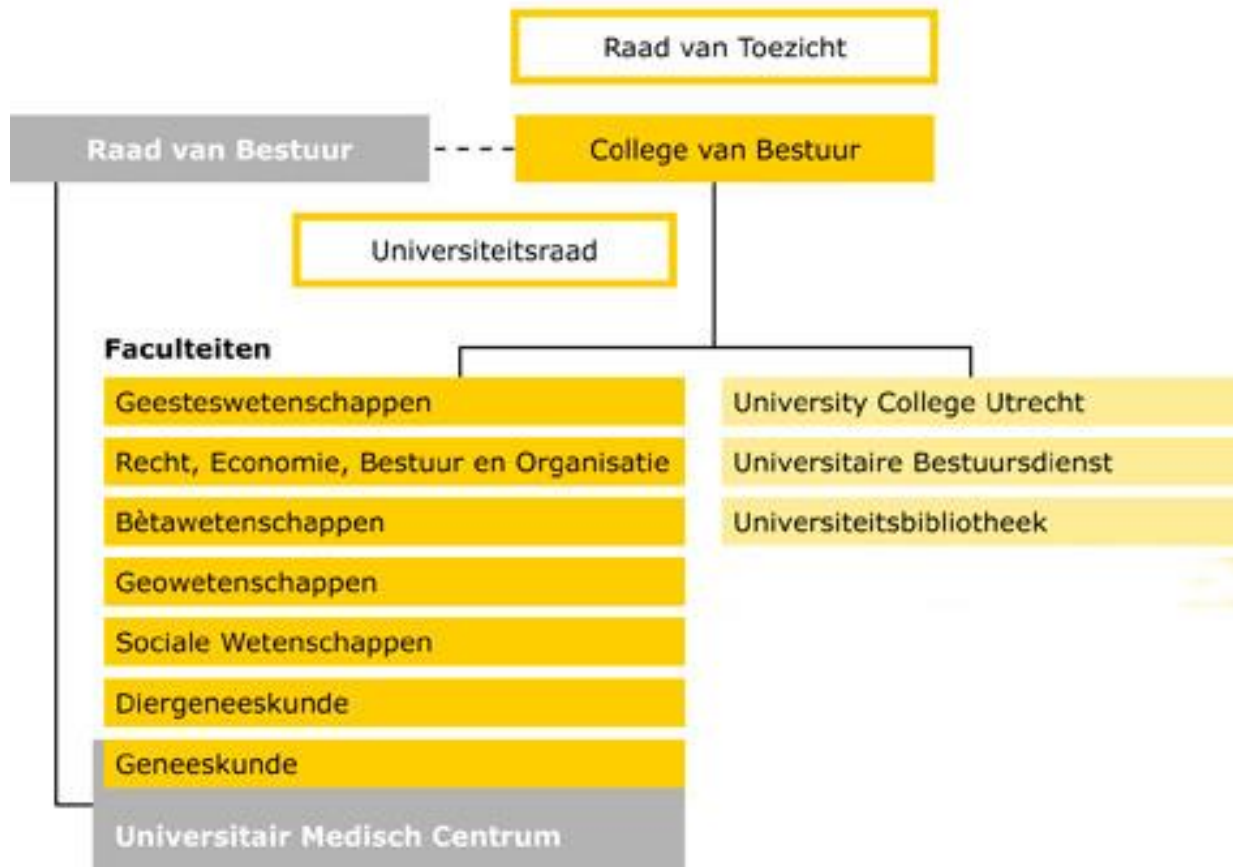 Raad van Toezicht
Raad van Bestuur
College van Bestuur
Universiteitsraad
Faculteiten
Geesteswetenschappen
Recht, Economie, Bestuur en Organisatie
Bètawetenschappen
Geowetenschappen
Sociale Wetenschappen
Diergeneeskunde
Geneeskunde
Universitair Medisch Centrum
University College Utrecht
Universitaire Bestuursdienst
Universiteitsbibliotheek